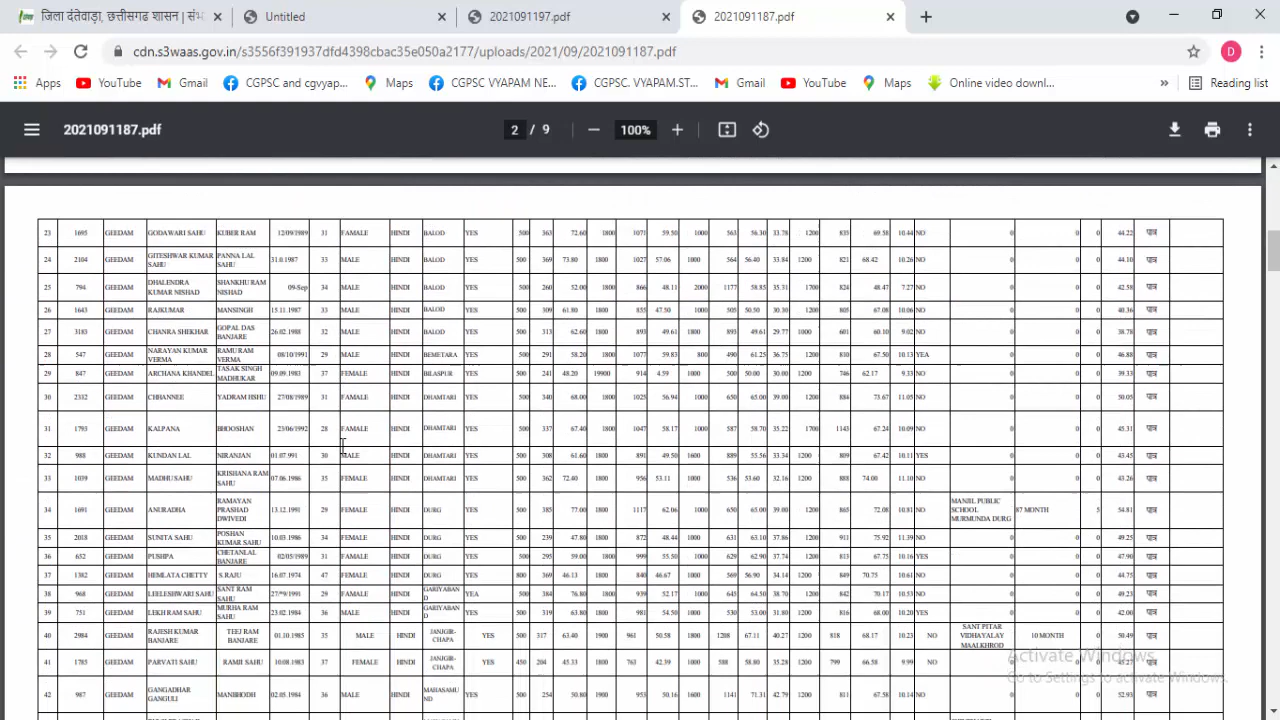 जिला दंतेवाड़ा, छत्तीसगढ शासन | संभ
Untitled
2021091197.pdf
2021091187.pdf
cdn.s3waas.gov.in/s3556f391937dfd4398cbac35e050a2177/uploads/2021/09/2021091187.pdf
D
Apps YouTube Gmail CGPSC and cgvyap... Maps CGPSC VYAPAM NE... CGPSC. VYAPAM.ST... Gmail YouTube Maps Online video downl... » Reading list
2021091187.pdf 2 / 9 100%
23 1695 GEEDAM GODAWARI SAHU KUBER RAM 12/09/1989 31 FAMALE HINDI BALOD YES 500 363 72.60 1800 1071 59.50 1000 563 56.30 33.78 1200 835 69.58 10.44 NO 0 0 0 44.22 पात्र
24 2104 GEEDAM GITESHWAR KUMAR SAHU PANNA LAL SAHU 31.0.1987 33 MALE HINDI BALOD YES 500 369 73.80 1800 1027 57.06 1000 564 56.40 33.84 1200 821 68.42 10.26 NO 0 0 0 44.10 पात्र
25 794 GEEDAM DHALENDRA KUMAR NISHAD SHANKHU RAM NISHAD 09-Sep 34 MALE HINDI BALOD YES 500 260 52.00 1800 866 48.11 2000 1177 58.85 35.31 1700 824 48.47 7.27 NO 0 0 0 42.58 पात्र
26 1643 GEEDAM RAJKUMAR MANSINGH 15.11.1987 33 MALE HINDI BALOD YES 500 309 61.80 1800 855 47.50 1000 505 50.50 30.30 1200 805 67.08 10.06 NO 0 0 0 40.36 पात्र
27 3183 GEEDAM CHANRA SHEKHAR GOPAL DAS BANJARE 26.02.1988 32 MALE HINDI BALOD YES 500 313 62.60 1800 893 49.61 1800 893 49.61 29.77 1000 601 60.10 9.02 NO 0 0 0 38.78 पात्र
28 547 GEEDAM NARAYAN KUMAR VERMA RAMU RAM VERMA 08/10/1991 29 MALE HINDI BEMETARA YES 500 291 58.20 1800 1077 59.83 800 490 61.25 36.75 1200 810 67.50 10.13 YEA 0 0 0 46.88 पात्र
29 847 GEEDAM ARCHANA KHANDEL TASAK SINGH MADHUKAR 09.09.1983 37 FEMALE HINDI BILASPUR YES 500 241 48.20 19900 914 4.59 1000 500 50.00 30.00 1200 746 62.17 9.33 NO 0 0 0 39.33 पात्र
30 2332 GEEDAM CHHANNEE YADRAM HSHU 27/08/1989 31 FAMALE HINDI DHAMTARI YES 500 340 68.00 1800 1025 56.94 1000 650 65.00 39.00 1200 884 73.67 11.05 NO 0 0 0 50.05 पात्र
31 1793 GEEDAM KALPANA BHOOSHAN 23/06/1992 28 FAMALE HINDI DHAMTARI YES 500 337 67.40 1800 1047 58.17 1000 587 58.70 35.22 1700 1143 67.24 10.09 NO 0 0 0 45.31 पात्र
32 988 GEEDAM KUNDAN LAL NIRANJAN 01.07.991 30 MALE HINDI DHAMTARI YES 500 308 61.60 1800 891 49.50 1600 889 55.56 33.34 1200 809 67.42 10.11 YES 0 0 0 43.45 पात्र
33 1039 GEEDAM MADHU SAHU KRISHANA RAM SAHU 07.06.1986 35 FEMALE HINDI DHAMTARI YES 500 362 72.40 1800 956 53.11 1000 536 53.60 32.16 1200 888 74.00 11.10 NO 0 0 0 43.26 पात्र
34 1691 GEEDAM ANURADHA RAMAYAN PRASHAD DWIVEDI 13.12.1991 29 FEMALE HINDI DURG YES 500 385 77.00 1800 1117 62.06 1000 650 65.00 39.00 1200 865 72.08 10.81 NO MANJIL PUBLIC SCHOOL MURMUNDA DURG 87 MONTH 5 54.81 पात्र
35 2018 GEEDAM SUNITA SAHU POSHAN KUMAR SAHU 10.03.1986 34 FEMALE HINDI DURG YES 500 239 47.80 1800 872 48.44 1000 631 63.10 37.86 1200 911 75.92 11.39 NO 0 0 0 49.25 पात्र
36 652 GEEDAM PUSHPA CHETANLAL BANJARE 02/05/1989 31 FAMALE HINDI DURG YES 500 295 59.00 1800 999 55.50 1000 629 62.90 37.74 1200 813 67.75 10.16 YES 0 0 0 47.90 पात्र
37 1382 GEEDAM HEMLATA CHETTY S.RAJU 16.07.1974 47 FEMALE HINDI DURG YES 800 369 46.13 1800 840 46.67 1000 569 56.90 34.14 1200 849 70.75 10.61 NO 0 0 0 44.75 पात्र
38 968 GEEDAM LEELESHWARI SAHU SANT RAM SAHU 29 FAMALE HINDI GARIYABAND YEA 500 384 76.80 1800 939 52.17 1000 645 64.50 38.70 1200 842 70.17 10.53 NO 0 0 0 49.23 पात्र
39 751 GEEDAM LEKH RAM SAHU MURHA RAM SAHU 23.02.1984 36 MALE HINDI GARIYABAND YES 500 319 63.80 1800 981 54.50 1000 530 53.00 31.80 1200 816 68.00 10.20 YES 0 0 0 42.00 पात्र
40 2984 GEEDAM RAJESH KUMAR BANJARE TEEJ RAM BANJARE 01.10.1985 35 MALE HINDI JANJGIR-CHAPA YES 500 317 63.40 1900 961 50.58 1800 1208 67.11 40.27 1200 818 68.17 10.23 NO SANT PITAR VIDHAYALAY MAALKHROD 10 MONTH 0 50.49 पात्र
41 1785 GEEDAM PARVATI SAHU RAMJI SAHU 10.08.1983 37 FEMALE HINDI JANJGIR-CHAPA YES 450 204 45.33 1800 763 42.39 1000 588 58.80 35.28 1200 799 66.58 9.99 NO 0 0 0 45.27 पात्र
42 987 GEEDAM GANGADHAR GANGULI MANBRODH 02.05.1984 36 MALE HINDI MAHASAMUND YES 500 254 50.80 1800 953 50.16 1600 1141 71.31 42.79 1200 811 67.58 10.14 NO 0 0 0 52.93 पात्र
Activate Windows
Go to Settings to activate Windows.